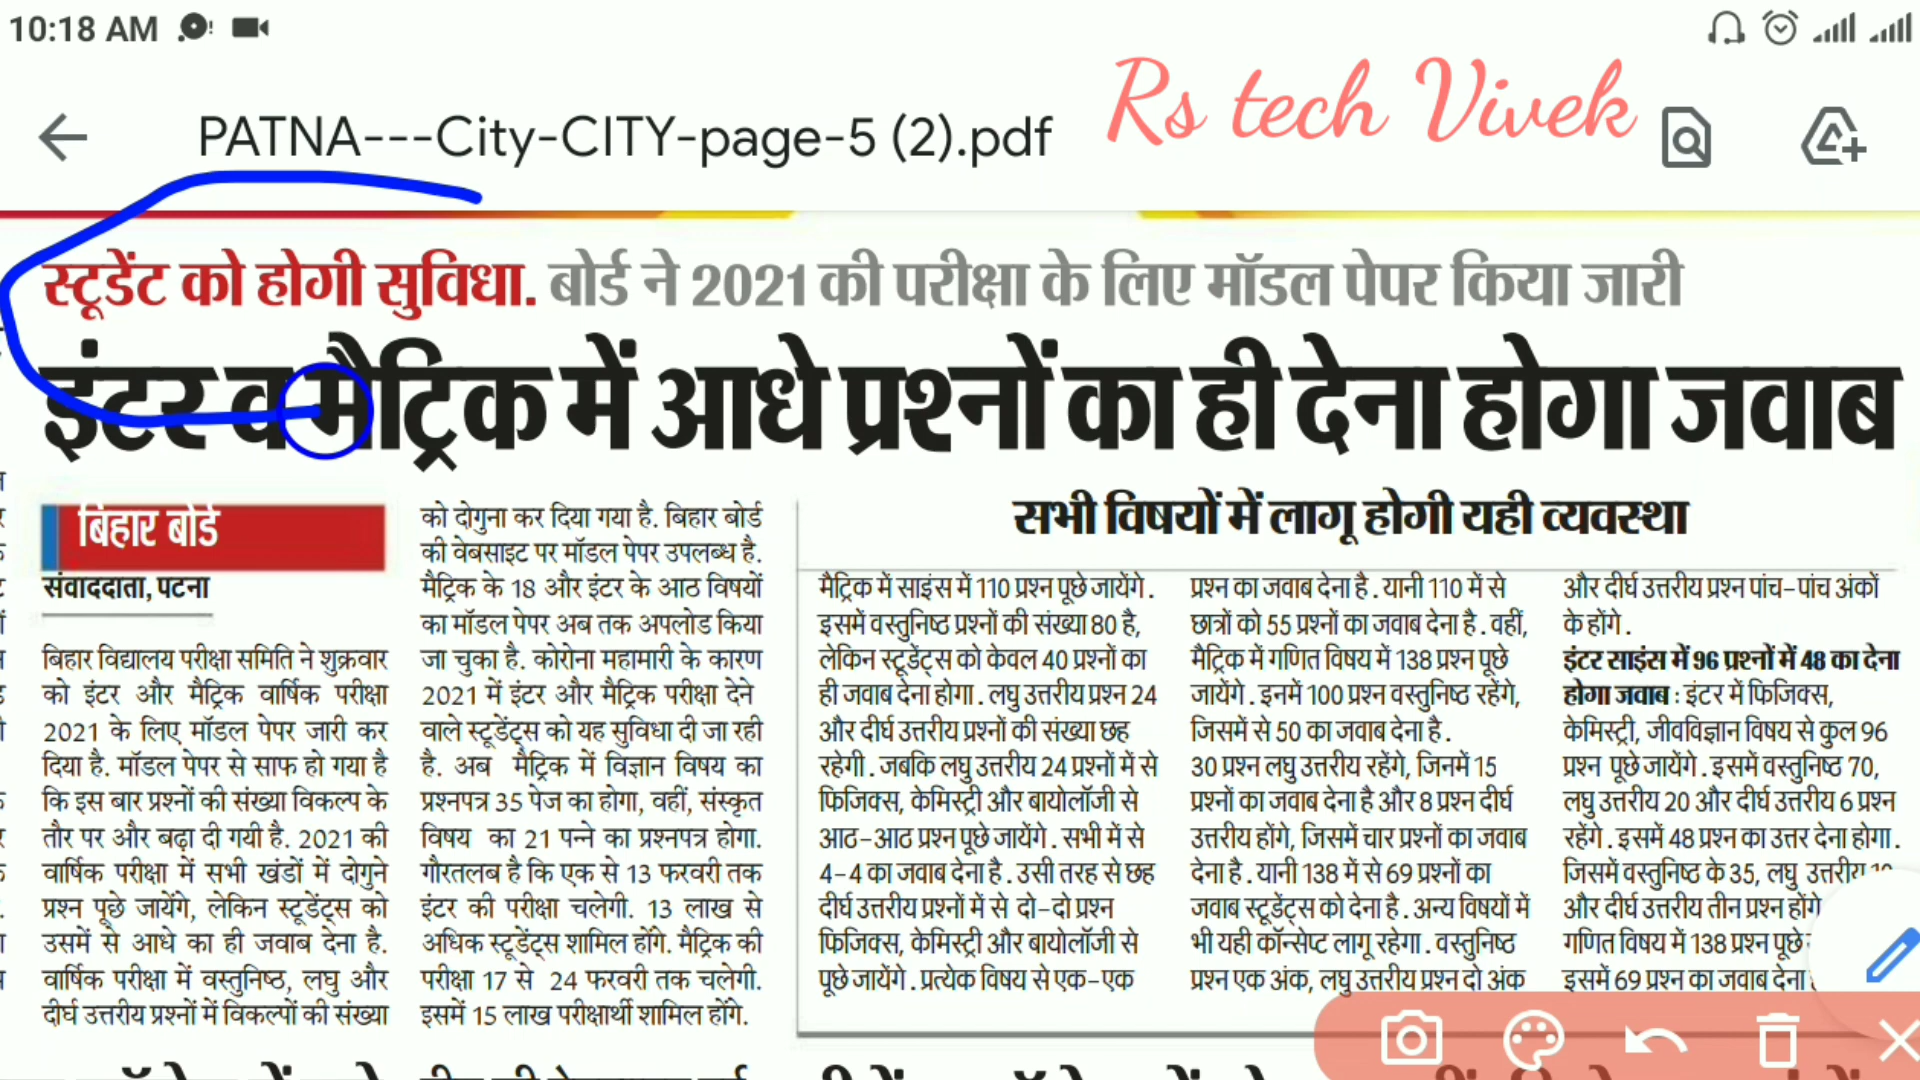 10:18 AM
PATNA---City-CITY-page-5 (2).pdf
Rs tech Vivek
स्टूडेंट को होगी सुविधा. बोर्ड ने 2021 की परीक्षा के लिए मॉडल पेपर किया जारी
इंटर व मैट्रिक में आधे प्रश्नों का ही देना होगा जवाब
बिहार बोर्ड
संवाददाता, पटना
बिहार विद्यालय परीक्षा समिति ने शुक्रवार
को इंटर और मैट्रिक वार्षिक परीक्षा
2021 के लिए मॉडल पेपर जारी कर
दिया है. मॉडल पेपर से साफ हो गया है
कि इस बार प्रश्नों की संख्या विकल्प के
तौर पर और बढ़ा दी गयी है. 2021 की
वार्षिक परीक्षा में सभी खंडों में दोगुने
प्रश्न पूछे जायेंगे, लेकिन स्टूडेंट्स को
उसमें से आधे का ही जवाब देना है.
वार्षिक परीक्षा में वस्तुनिष्ठ, लघु और
दीर्घ उत्तरीय प्रश्नों में विकल्पों की संख्या
को दोगुना कर दिया गया है. बिहार बोर्ड
की वेबसाइट पर मॉडल पेपर उपलब्ध है.
मैट्रिक के 18 और इंटर के आठ विषयों
का मॉडल पेपर अब तक अपलोड किया
जा चुका है. कोरोना महामारी के कारण
2021 में इंटर और मैट्रिक परीक्षा देने
वाले स्टूडेंट्स को यह सुविधा दी जा रही
है. अब मैट्रिक में विज्ञान विषय का
प्रश्नपत्र 35 पेज का होगा, वहीं, संस्कृत
विषय का 21 पन्ने का प्रश्नपत्र होगा.
गौरतलब है कि एक से 13 फरवरी तक
इंटर की परीक्षा चलेगी. 13 लाख से
अधिक स्टूडेंट्स शामिल होंगे. मैट्रिक की
परीक्षा 17 से 24 फरवरी तक चलेगी.
इसमें 15 लाख परीक्षार्थी शामिल होंगे.
सभी विषयों में लागू होगी यही व्यवस्था
मैट्रिक में साइंस में 110 प्रश्न पूछे जायेंगे.
इसमें वस्तुनिष्ठ प्रश्नों की संख्या 80 है,
लेकिन स्टूडेंट्स को केवल 40 प्रश्नों का
ही जवाब देना होगा. लघु उत्तरीय प्रश्न 24
और दीर्घ उत्तरीय प्रश्नों की संख्या छह
रहेगी. जबकि लघु उत्तरीय 24 प्रश्नों में से
फिजिक्स, केमिस्ट्री और बायोलॉजी से
आठ-आठ प्रश्न पूछे जायेंगे. सभी में से
4-4 का जवाब देना है. उसी तरह से छह
दीर्घ उत्तरीय प्रश्नों में से दो-दो प्रश्न
फिजिक्स, केमिस्ट्री और बायोलॉजी से
पूछे जायेंगे. प्रत्येक विषय से एक-एक
प्रश्न का जवाब देना है. यानी 110 में से
छात्रों को 55 प्रश्नों का जवाब देना है. वहीं,
मैट्रिक में गणित विषय में 138 प्रश्न पूछे
जायेंगे. इनमें 100 प्रश्न वस्तुनिष्ठ रहेंगे,
जिसमें से 50 का जवाब देना है.
30 प्रश्न लघु उत्तरीय रहेंगे, जिनमें 15
प्रश्नों का जवाब देना है और 8 प्रश्न दीर्घ
उत्तरीय होंगे, जिसमें चार प्रश्नों का जवाब
देना है. यानी 138 में से 69 प्रश्नों का
जवाब स्टूडेंट्स को देना है. अन्य विषयों में
भी यही कॉन्सेप्ट लागू रहेगा. वस्तुनिष्ठ
प्रश्न एक अंक, लघु उत्तरीय प्रश्न दो अंक
और दीर्घ उत्तरीय प्रश्न पांच-पांच अंकों
के होंगे.
इंटर साइंस में 96 प्रश्नों में 48 का देना
होगा जवाब : इंटर में फिजिक्स,
केमिस्ट्री, जीवविज्ञान विषय से कुल 96
प्रश्न पूछे जायेंगे. इसमें वस्तुनिष्ठ 70,
लघु उत्तरीय 20 और दीर्घ उत्तरीय 6 प्रश्न
रहेंगे. इसमें 48 प्रश्न का उत्तर देना होगा.
जिसमें वस्तुनिष्ठ के 35, लघु उत्तरीय
और दीर्घ उत्तरीय तीन प्रश्न होंगे
गणित विषय में 138 प्रश्न पूछे
इसमें 69 प्रश्न का जवाब देना